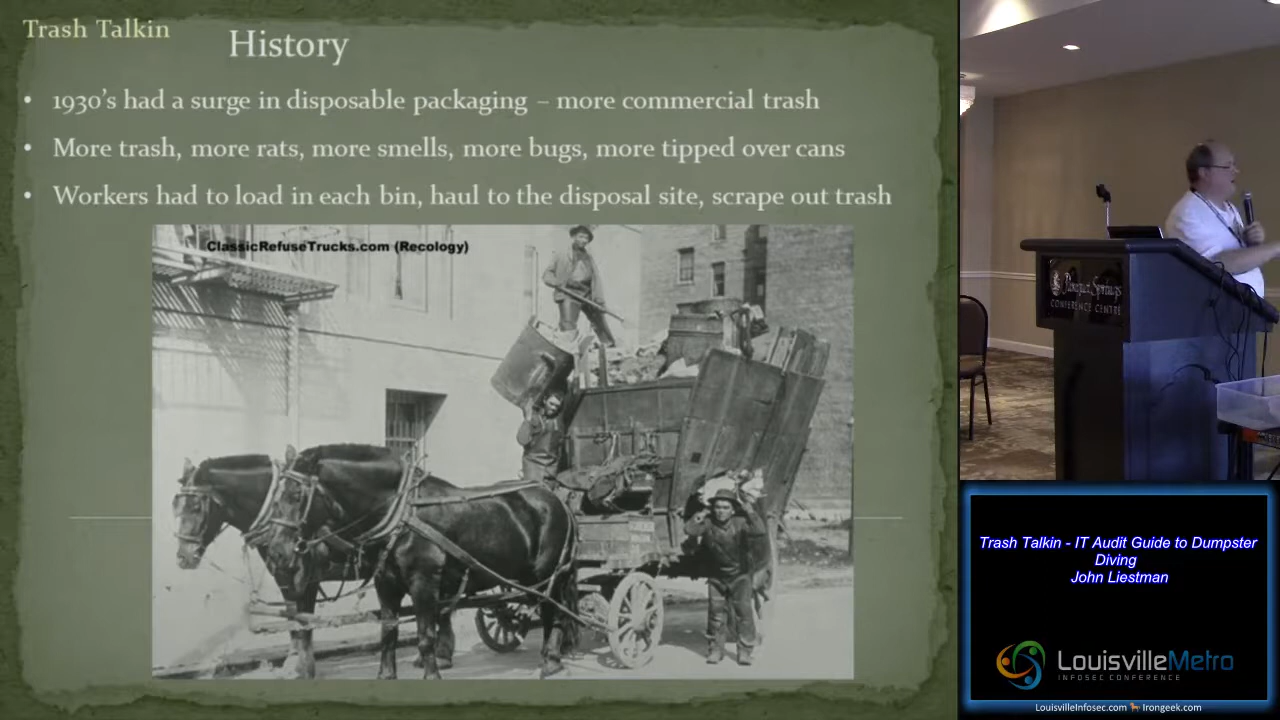 Trash Talkin
History
• 1930's had a surge in disposable packaging – more commercial trash
• More trash, more rats, more smells, more bugs, more tipped over cans
• Workers had to load in each bin, haul to the disposal site, scrape out trash
ClassicRefuseTrucks.com (Recology)
CONFERENCE CENTRE
Trash Talkin - IT Audit Guide to Dumpster
Diving
John Liestman
LouisvilleMetro
INFOSEC CONFERENCE
LouisvilleInfosec.com Irongeek.com